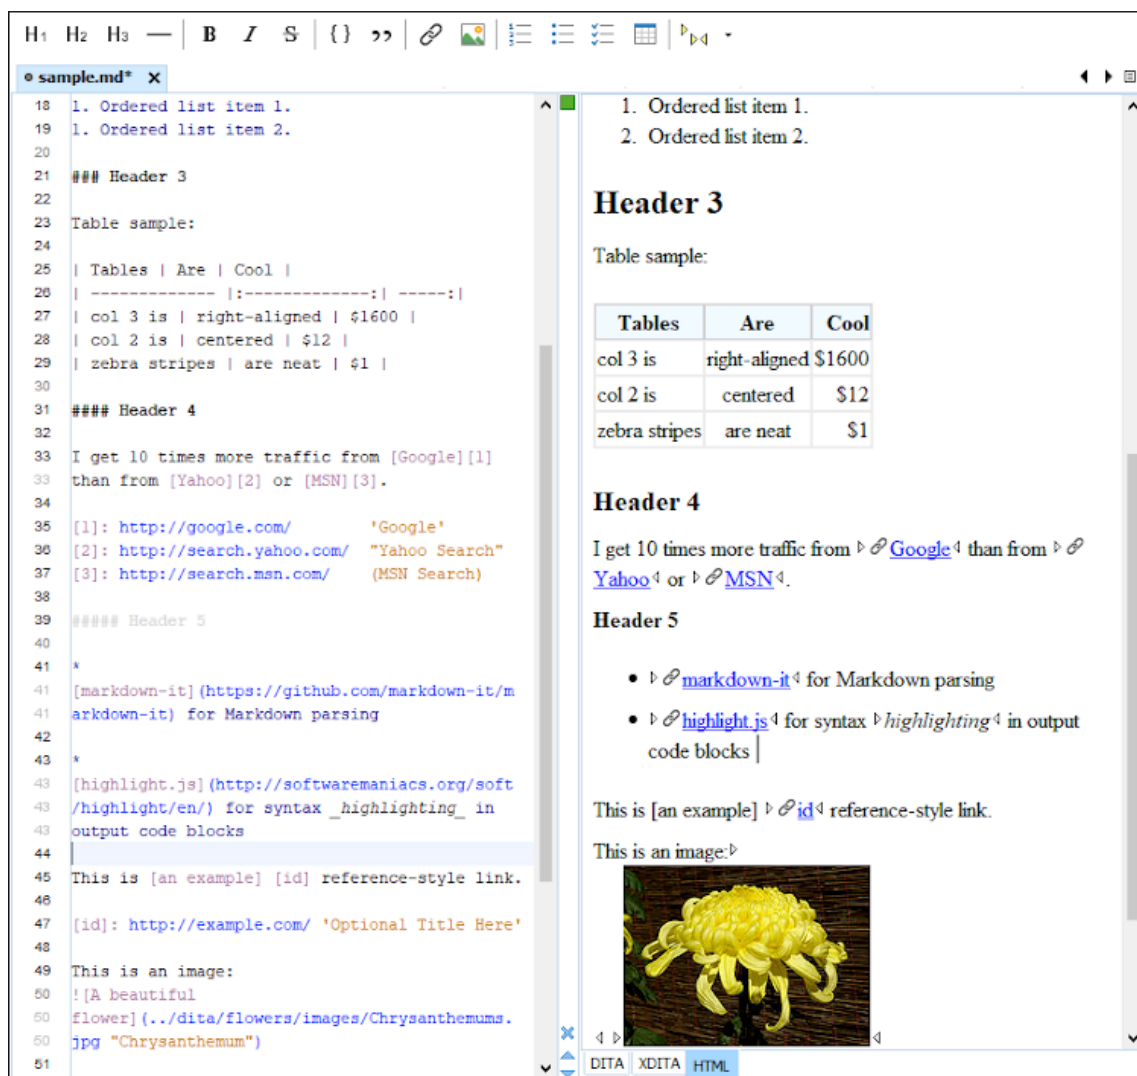 H1 H2 H3 — B I S {} ”
sample.md*
18 1. Ordered list item 1.
19 1. Ordered list item 2.
20
21 ### Header 3
22
23 Table sample:
24
25 | Tables | Are | Cool |
26 | ------------- |:-------------:| -----:|
27 | col 3 is | right-aligned | $1600 |
28 | col 2 is | centered | $12 |
29 | zebra stripes | are neat | $1 |
30
31 #### Header 4
32
33 I get 10 times more traffic from [Google][1]
33 than from [Yahoo][2] or [MSN][3].
34
35 [1]: http://google.com/ 'Google'
36 [2]: http://search.yahoo.com/ "Yahoo Search"
37 [3]: http://search.msn.com/ (MSN Search)
38
39 ##### Header 5
40
41 *
41 [markdown-it](https://github.com/markdown-it/m
41 arkdown-it) for Markdown parsing
42
43 *
43 [highlight.js](http://softwaremaniacs.org/soft
43 /highlight/en/) for syntax _highlighting_ in
43 output code blocks
44
45 This is [an example] [id] reference-style link.
46
47 [id]: http://example.com/ 'Optional Title Here'
48
49 This is an image:
50 ![A beautiful
50 flower](../dita/flowers/images/Chrysanthemums.
50 jpg "Chrysanthemum")
51
1. Ordered list item 1.
2. Ordered list item 2.
Header 3
Table sample:
Tables Are Cool
col 3 is right-aligned $1600
col 2 is centered $12
zebra stripes are neat $1
Header 4
I get 10 times more traffic from Google than from
Yahoo or MSN.
Header 5
• markdown-it for Markdown parsing
• highlight.js for syntax highlighting in output
code blocks
This is [an example] id reference-style link.
This is an image:
DITA XDITA HTML